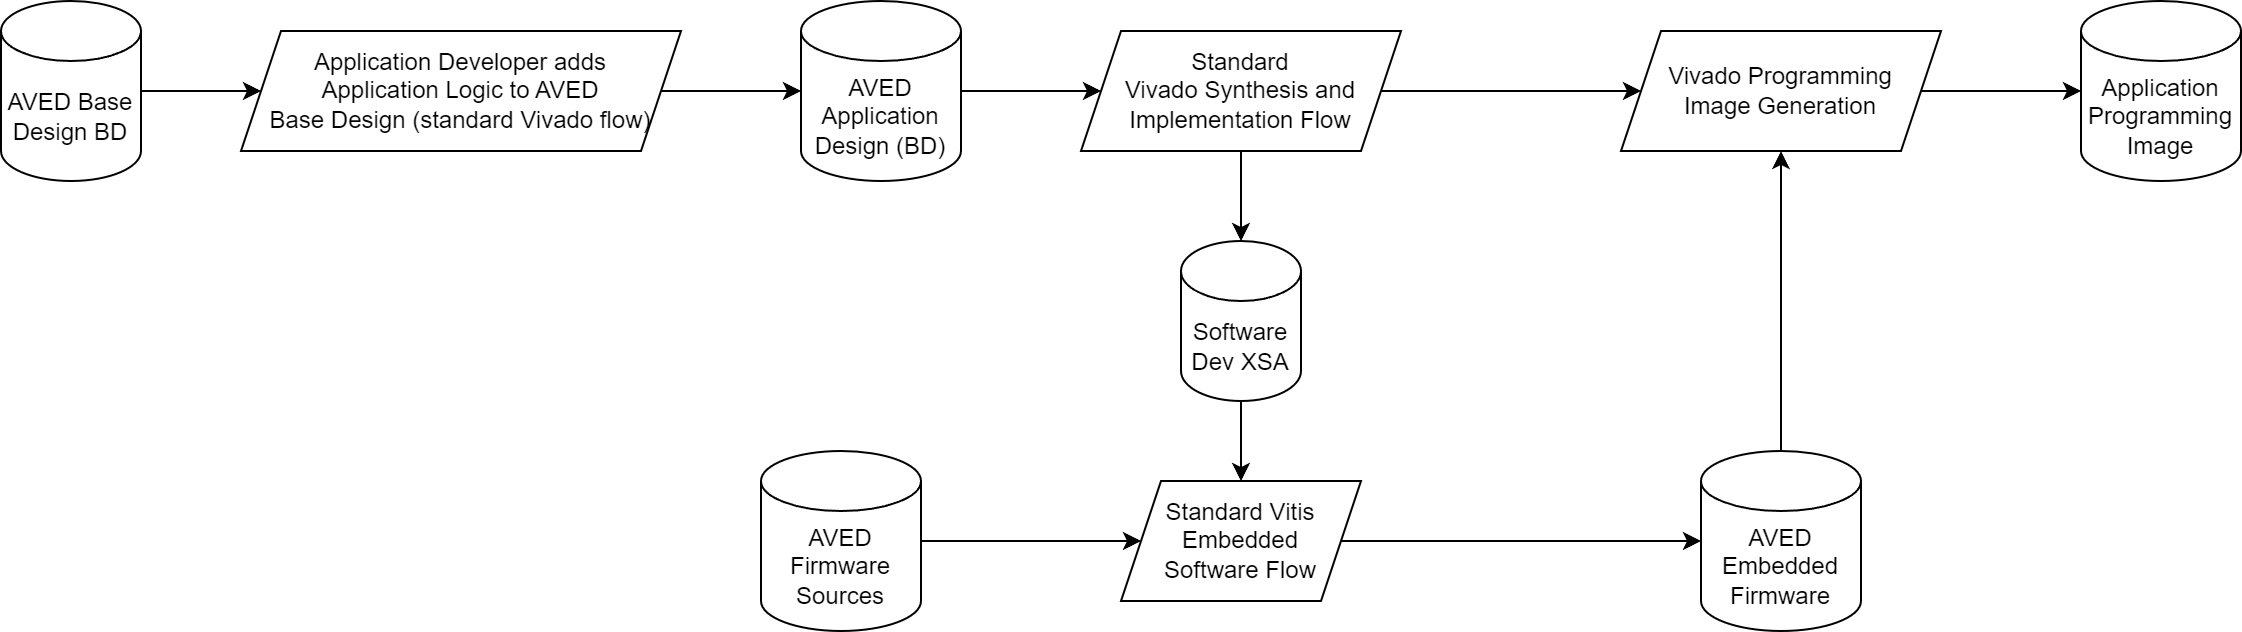 AVED Base
Design BD
Application Developer adds
Application Logic to AVED
Base Design (standard Vivado flow)
AVED
Application
Design (BD)
Standard
Vivado Synthesis and
Implementation Flow
Vivado Programming
Image Generation
Application
Programming
Image
Software
Dev XSA
AVED
Firmware
Sources
Standard Vitis
Embedded
Software Flow
AVED
Embedded
Firmware